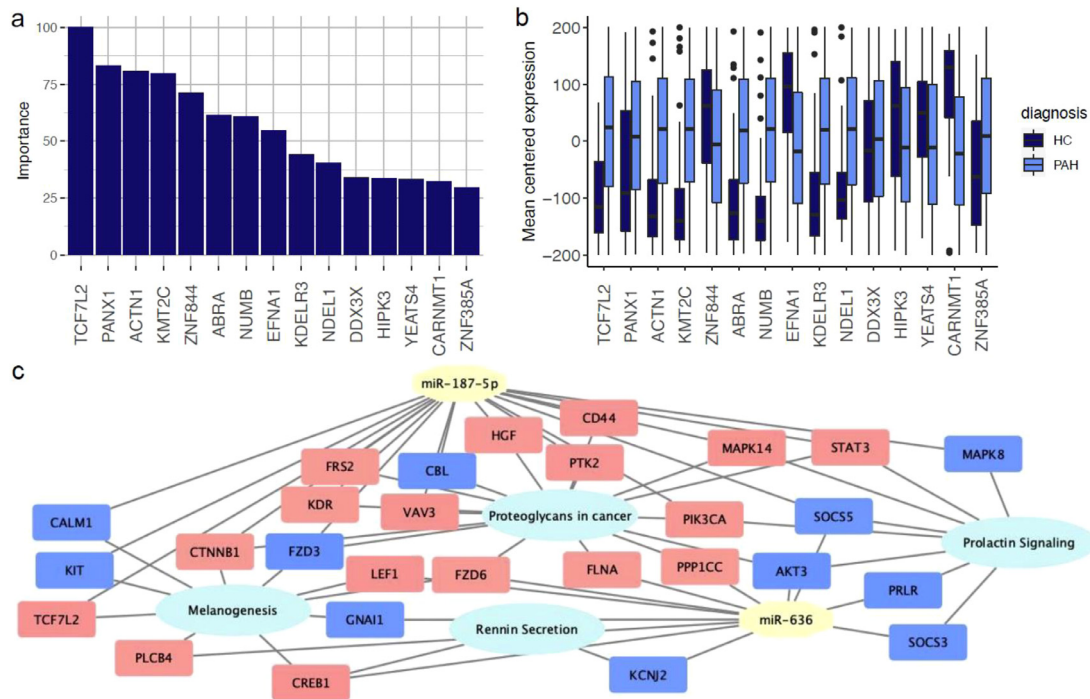 a
Importance
100
75
50
25
0
TCF7L2
PANX1
ACTN1
KMT2C
ZNF844
ABRA
NUMB
EFNA1
KDELR3
NDEL1
DDX3X
HIPK3
YEATS4
CARNMT1
ZNF385A
b
Mean centered expression
200
100
0
−100
−200
TCF7L2
PANX1
ACTN1
KMT2C
ZNF844
ABRA
NUMB
EFNA1
KDELR3
NDEL1
DDX3X
HIPK3
YEATS4
CARNMT1
ZNF385A
diagnosis
HC
PAH
c
miR-187-5p
CD44
HGF
MAPK14
STAT3
MAPK8
FRS2
CBL
PTK2
KDR
VAV3
Proteoglycans in cancer
PIK3CA
SOCS5
CALM1
Prolactin Signaling
CTNNB1
FZD3
KIT
LEF1
FZD6
FLNA
PPP1CC
AKT3
PRLR
Melanogenesis
TCF7L2
GNAI1
Rennin Secretion
miR-636
SOCS3
PLCB4
CREB1
KCNJ2